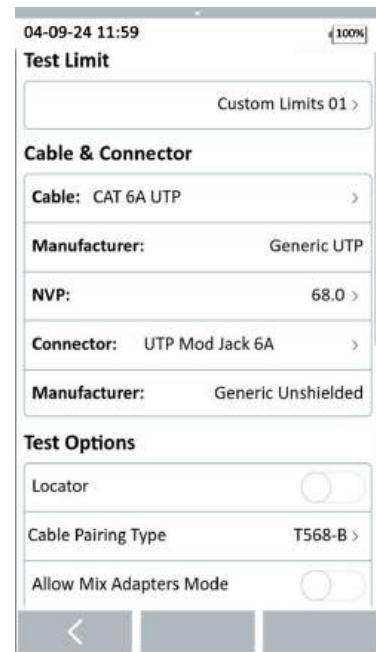 04-09-24 11:59 100%
Test Limit
Custom Limits 01 >
Cable & Connector
Cable: CAT 6A UTP >
Manufacturer: Generic UTP
NVP: 68.0 >
Connector: UTP Mod Jack 6A >
Manufacturer: Generic Unshielded
Test Options
Locator
Cable Pairing Type T568-B >
Allow Mix Adapters Mode